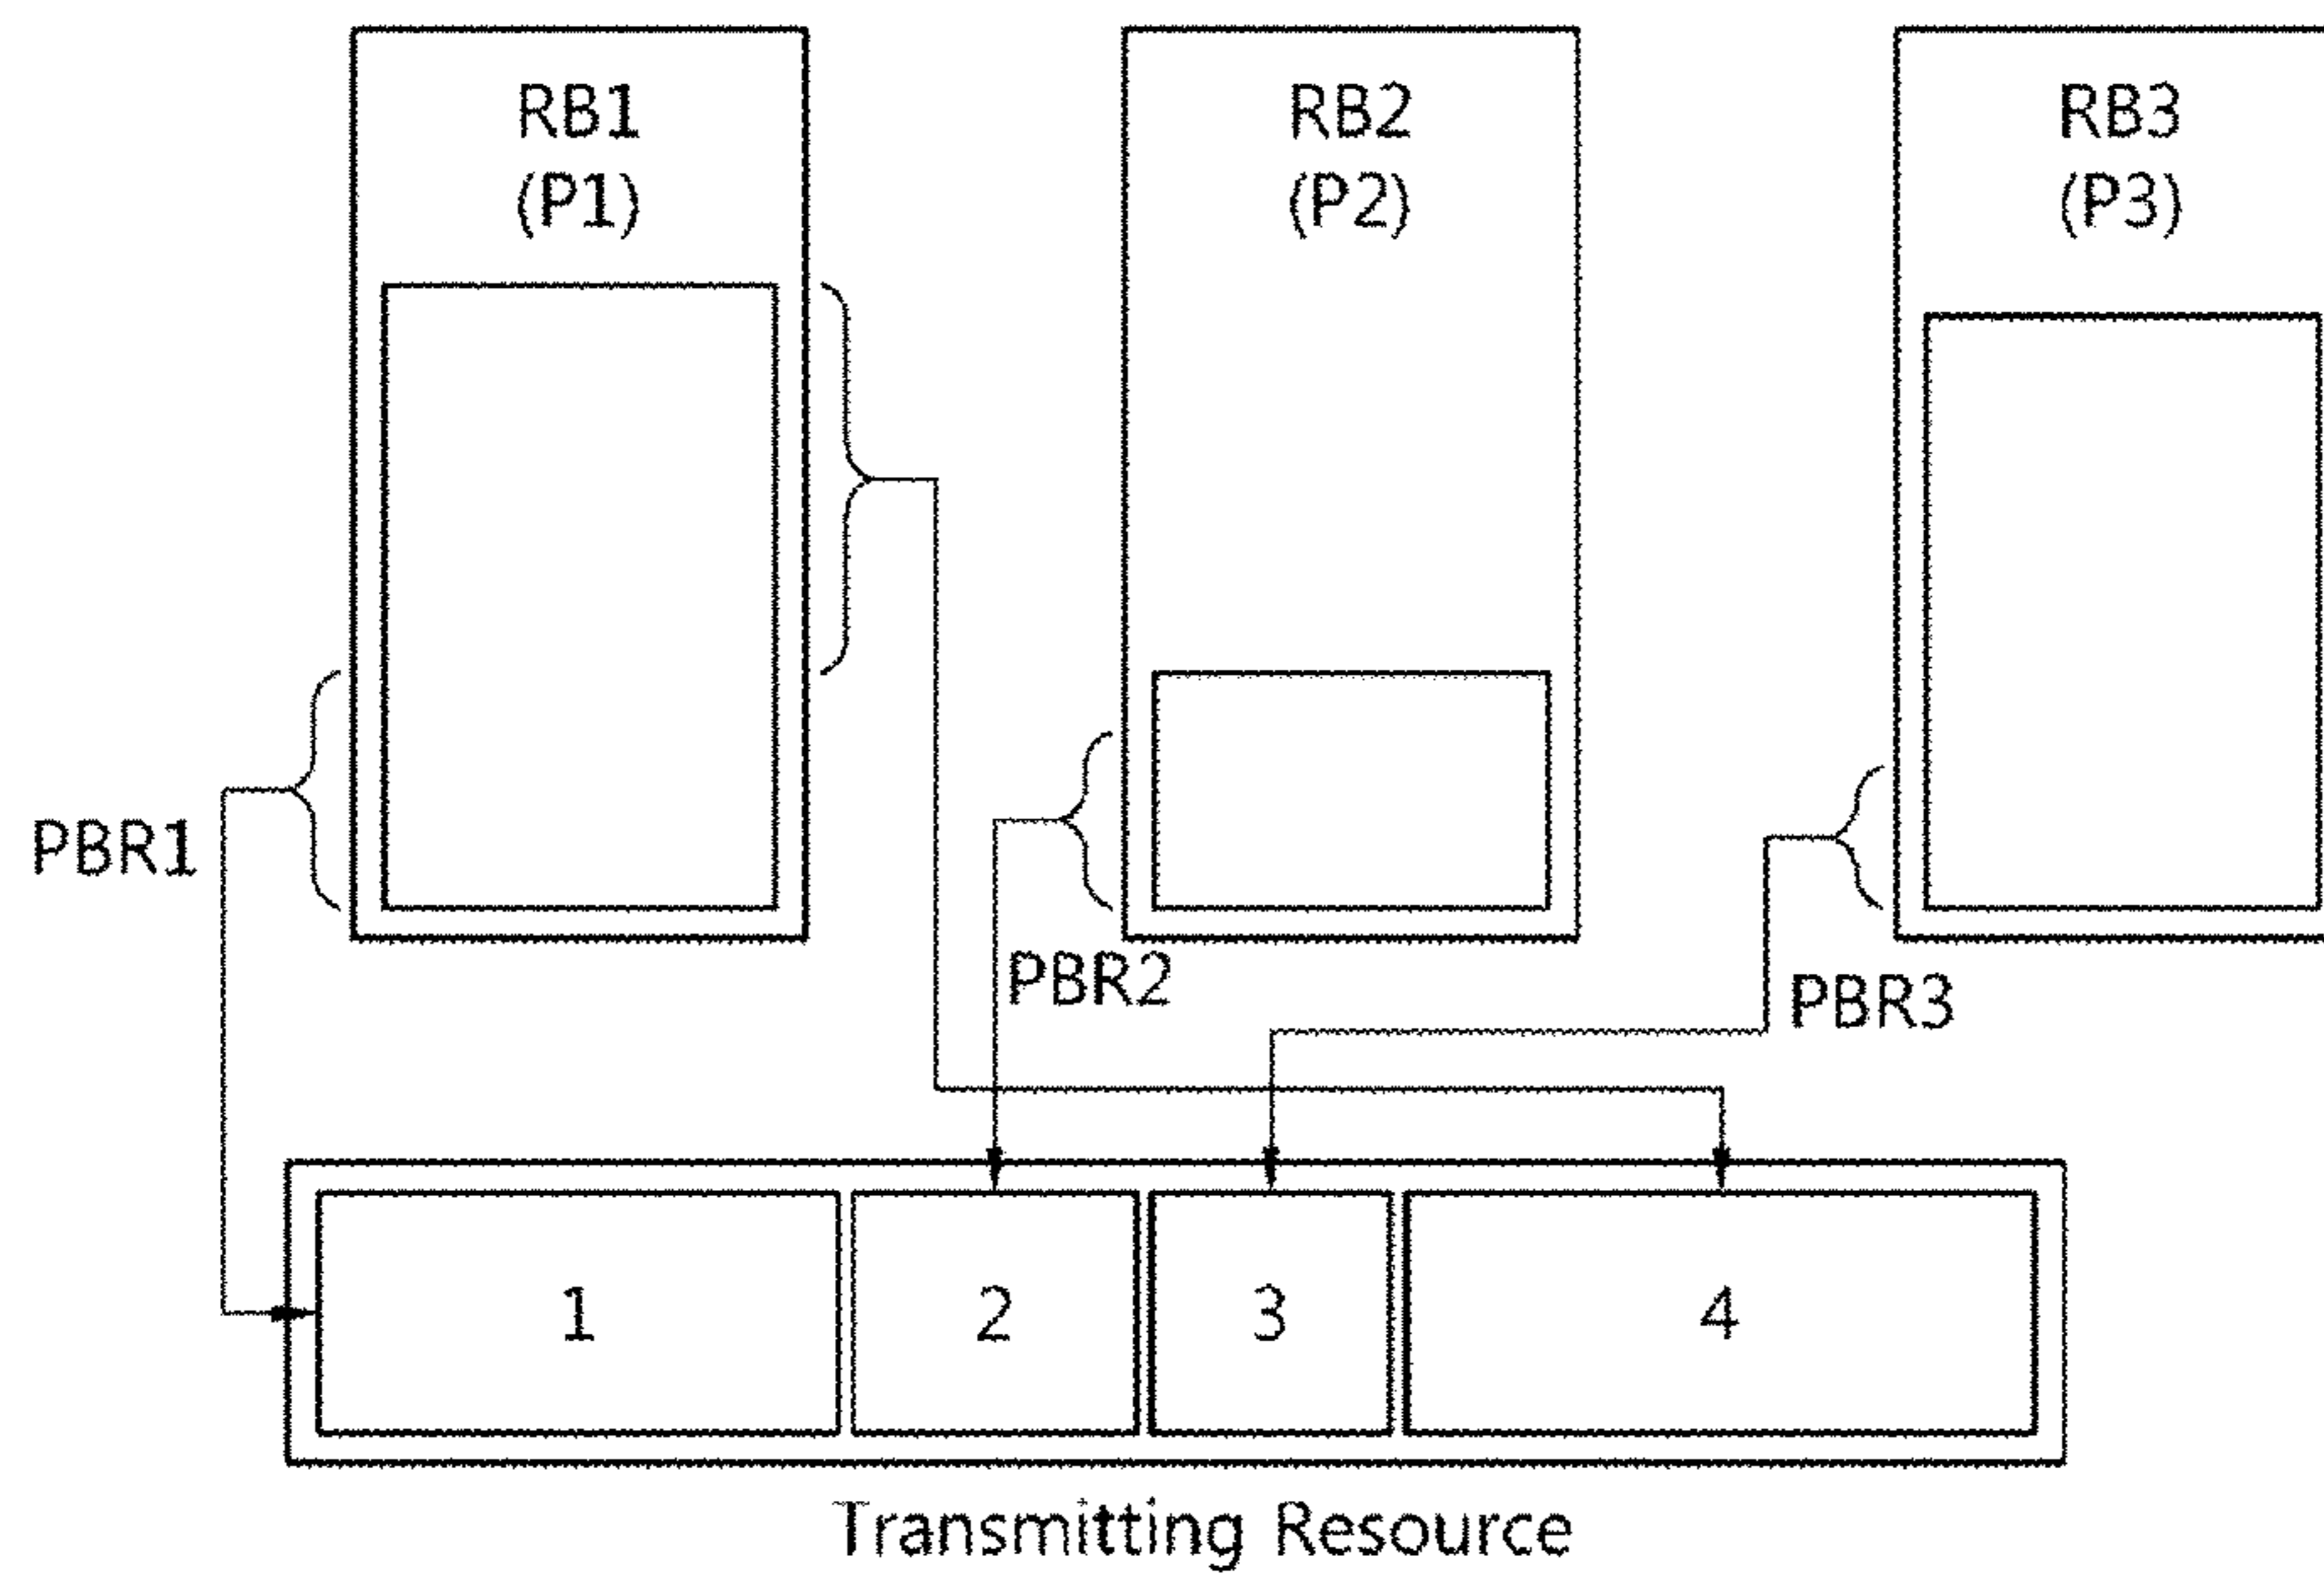 RB1
(P1)
RB2
(P2)
RB3
(P3)
PBR1
PBR2
PBR3
1
2
3
4
Transmitting Resource